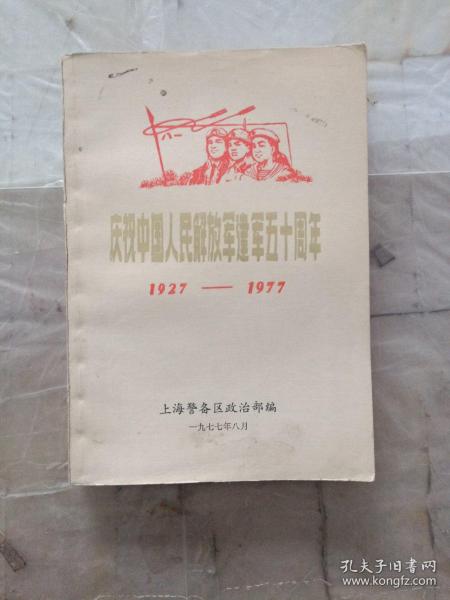 八一
庆祝中国人民解放军建军五十周年
1927 — 1977
上海警备区政治部编
一九七七年八月
孔夫子旧书网
www.kongfz.com